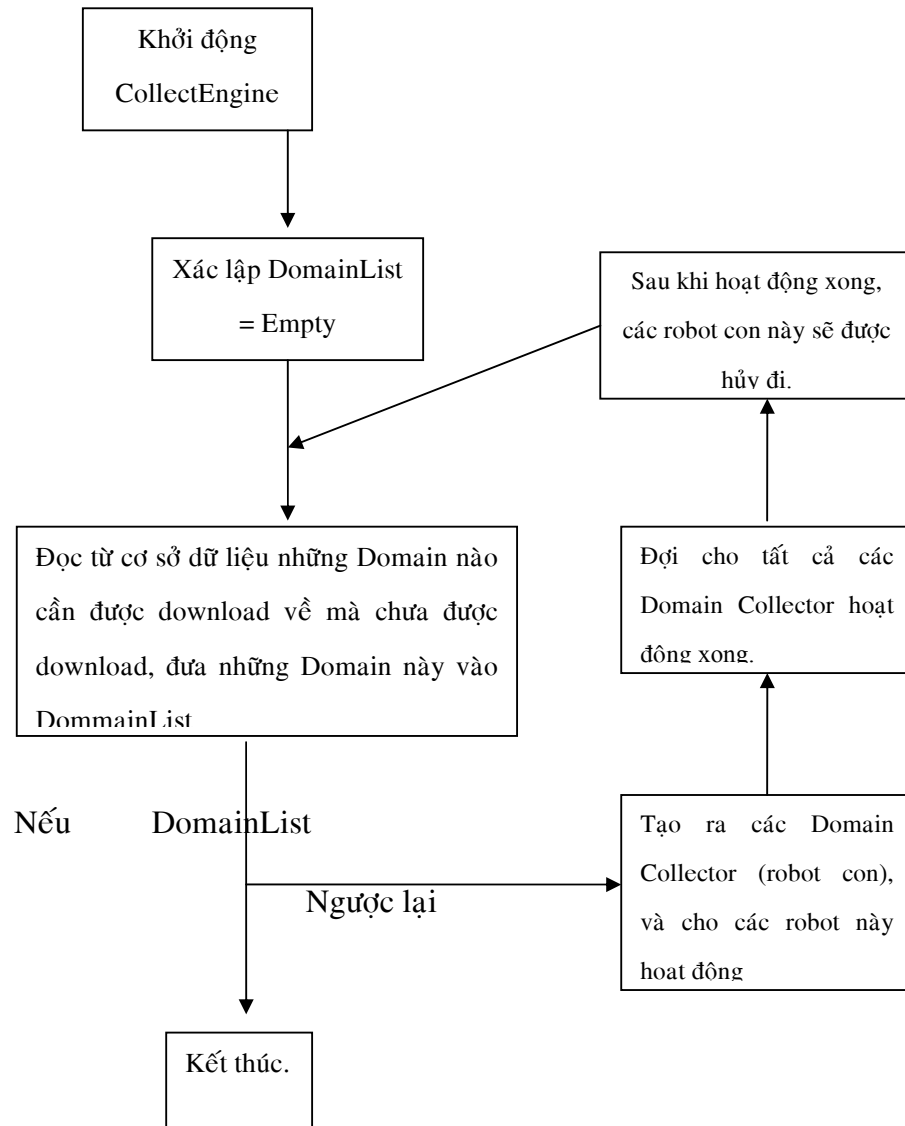 Khởi động
CollectEngine
Xác lập DomainList
= Empty
Sau khi hoạt động xong,
các robot con này sẽ được
hủy đi.
Đọc từ cơ sở dữ liệu những Domain nào
cần được download về mà chưa được
download, đưa những Domain này vào
DommainList
Đợi cho tất cả các
Domain Collector hoạt
động xong.
Nếu DomainList
Ngược lại
Tạo ra các Domain
Collector (robot con),
và cho các robot này
hoạt động
Kết thúc.